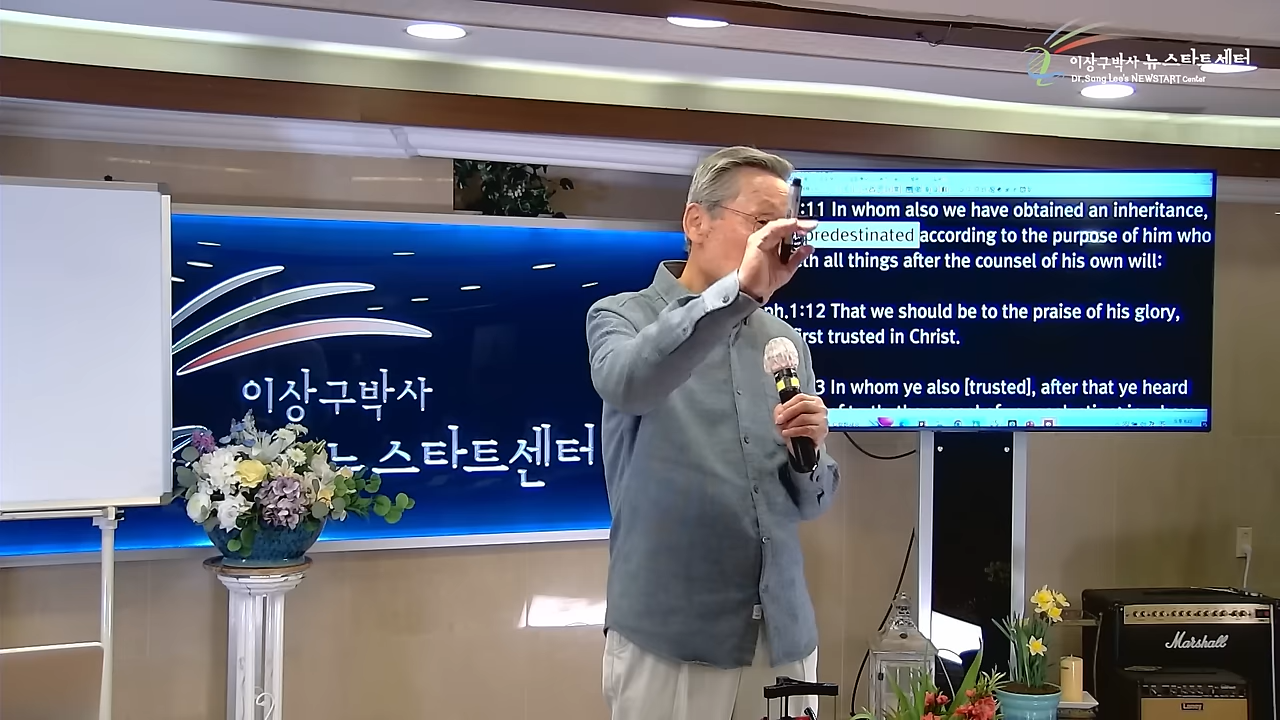 이상구박사 뉴스타트센터
Dr. Sang Lee's NEWSTART Center
이상구박사
뉴스타트센터
:11 In whom also we have obtained an inheritance,
predestinated according to the purpose of him who
all things after the counsel of his own will:
ph.1:12 That we should be to the praise of his glory,
first trusted in Christ.
3 In whom ye also [trusted], after that ye heard
Marshall
Laney